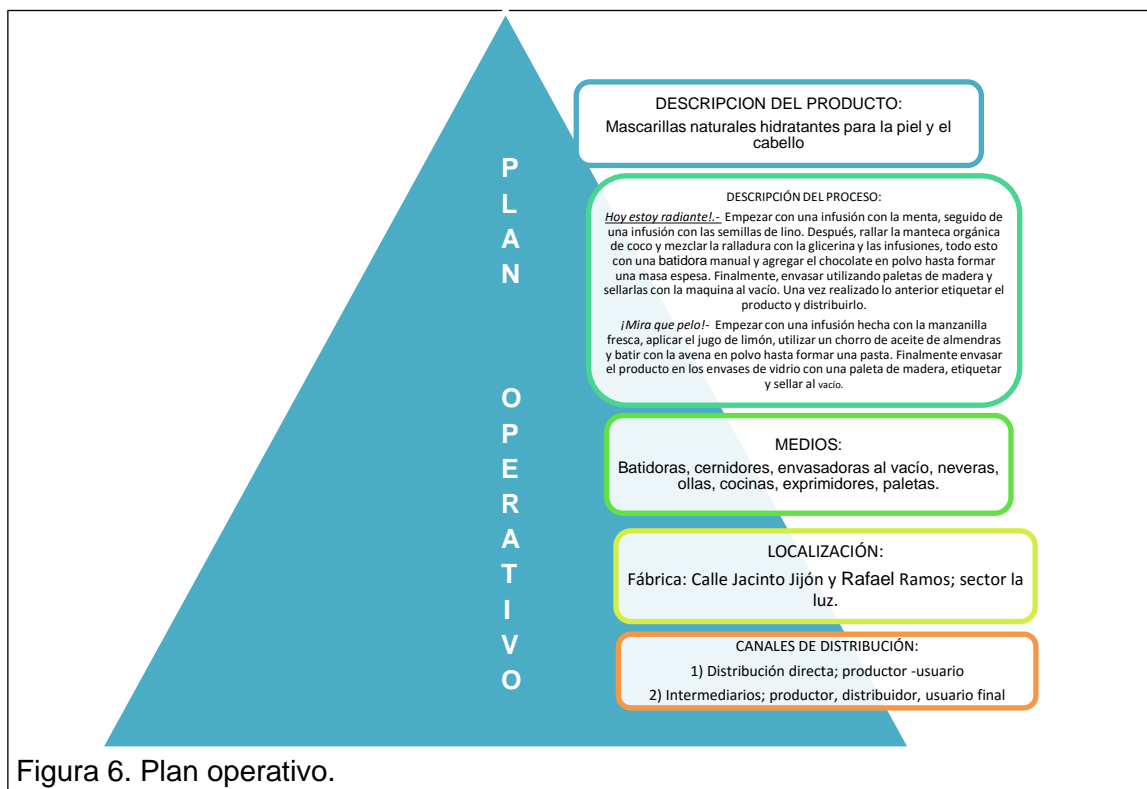 PLAN OPERATIVO
DESCRIPCION DEL PRODUCTO:
Mascarillas naturales hidratantes para la piel y el
cabello
DESCRIPCIÓN DEL PROCESO:
Hoy estoy radiante!.- Empezar con una infusión con la menta, seguido de
una infusión con las semillas de lino. Después, rallar la manteca orgánica
de coco y mezclar la ralladura con la glicerina y las infusiones, todo esto
con una batidora manual y agregar el chocolate en polvo hasta formar
una masa espesa. Finalmente, envasar utilizando paletas de madera y
sellarlas con la maquina al vacío. Una vez realizado lo anterior etiquetar el
producto y distribuirlo.
¡Mira que pelo!- Empezar con una infusión hecha con la manzanilla
fresca, aplicar el jugo de limón, utilizar un chorro de aceite de almendras
y batir con la avena en polvo hasta formar una pasta. Finalmente envasar
el producto en los envases de vidrio con una paleta de madera, etiquetar
y sellar al vacío.
MEDIOS:
Batidoras, cernidores, envasadoras al vacío, neveras,
ollas, cocinas, exprimidores, paletas.
LOCALIZACIÓN:
Fábrica: Calle Jacinto Jijón y Rafael Ramos; sector la
luz.
CANALES DE DISTRIBUCIÓN:
1) Distribución directa; productor -usuario
2) Intermediarios; productor, distribuidor, usuario final
Figura 6. Plan operativo.